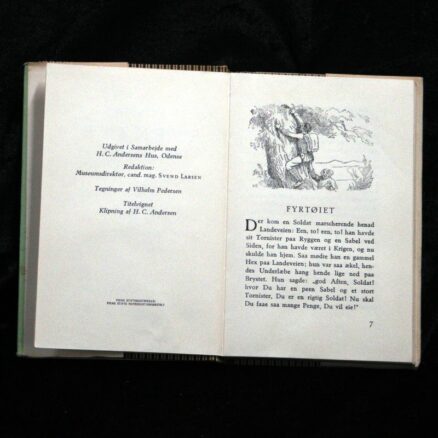 Udgivet i Samarbejde med
H. C. Andersens Hus, Odense
Redaktion:
Museumsdirektør, cand. mag. SVEND LARSEN
Tegninger af Vilhelm Pedersen
Titelvignet
Klipning af H. C. Andersen
FYRTØIET
Der kom en Soldat marscherende henad
Landeveien: Een, to! een, to! han havde
sit Tornister paa Ryggen og en Sabel ved
Siden, for han havde været i Krigen, og nu
skulde han hjem. Saa mødte han en gammel
Hex paa Landeveien; hun var saa ækel, hen-
des Underlæbe hang hende lige ned paa
Brystet. Hun sagde: „god Aften, Soldat!
hvor Du har en pæn Sabel og et stort
Tornister, Du er en rigtig Soldat! Nu skal
Du faae saa mange Penge, Du vil eie!"
7